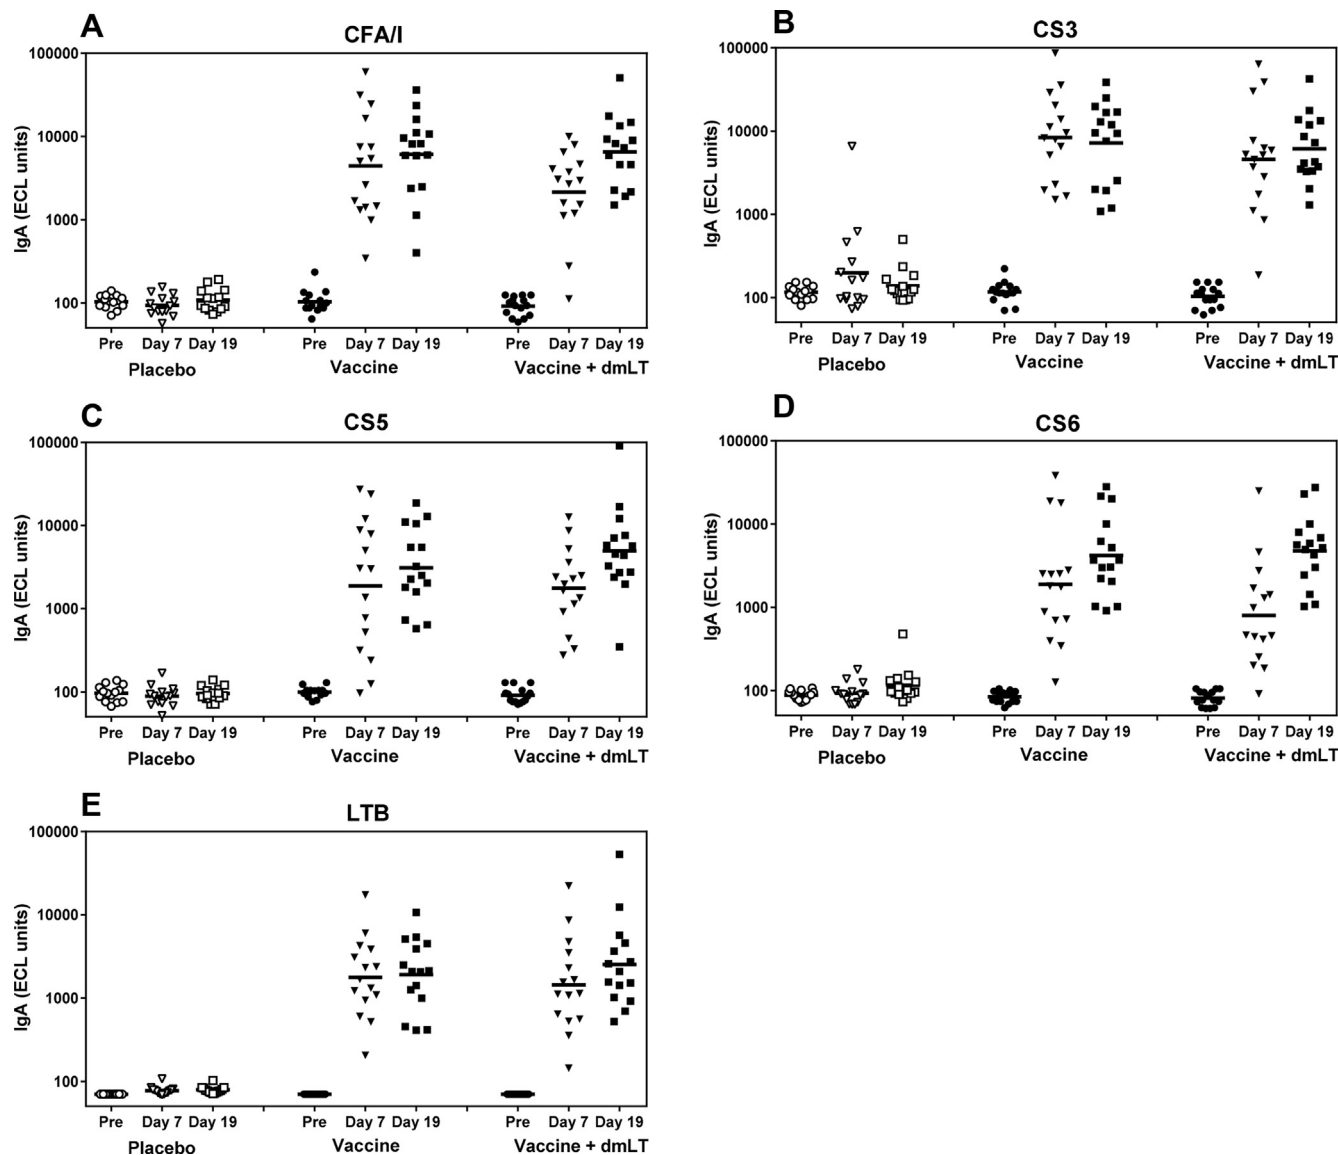 A
CFA/I
IgA (ECL units)
100000
10000
1000
100
Pre Day 7 Day 19 Pre Day 7 Day 19 Pre Day 7 Day 19
Placebo Vaccine Vaccine + dmLT
B
CS3
IgA (ECL units)
100000
10000
1000
100
Pre Day 7 Day 19 Pre Day 7 Day 19 Pre Day 7 Day 19
Placebo Vaccine Vaccine + dmLT
C
CS5
IgA (ECL units)
100000
10000
1000
100
Pre Day 7 Day 19 Pre Day 7 Day 19 Pre Day 7 Day 19
Placebo Vaccine Vaccine + dmLT
D
CS6
IgA (ECL units)
100000
10000
1000
100
Pre Day 7 Day 19 Pre Day 7 Day 19 Pre Day 7 Day 19
Placebo Vaccine Vaccine + dmLT
E
LTB
IgA (ECL units)
100000
10000
1000
100
Pre Day 7 Day 19 Pre Day 7 Day 19 Pre Day 7 Day 19
Placebo Vaccine Vaccine + dmLT